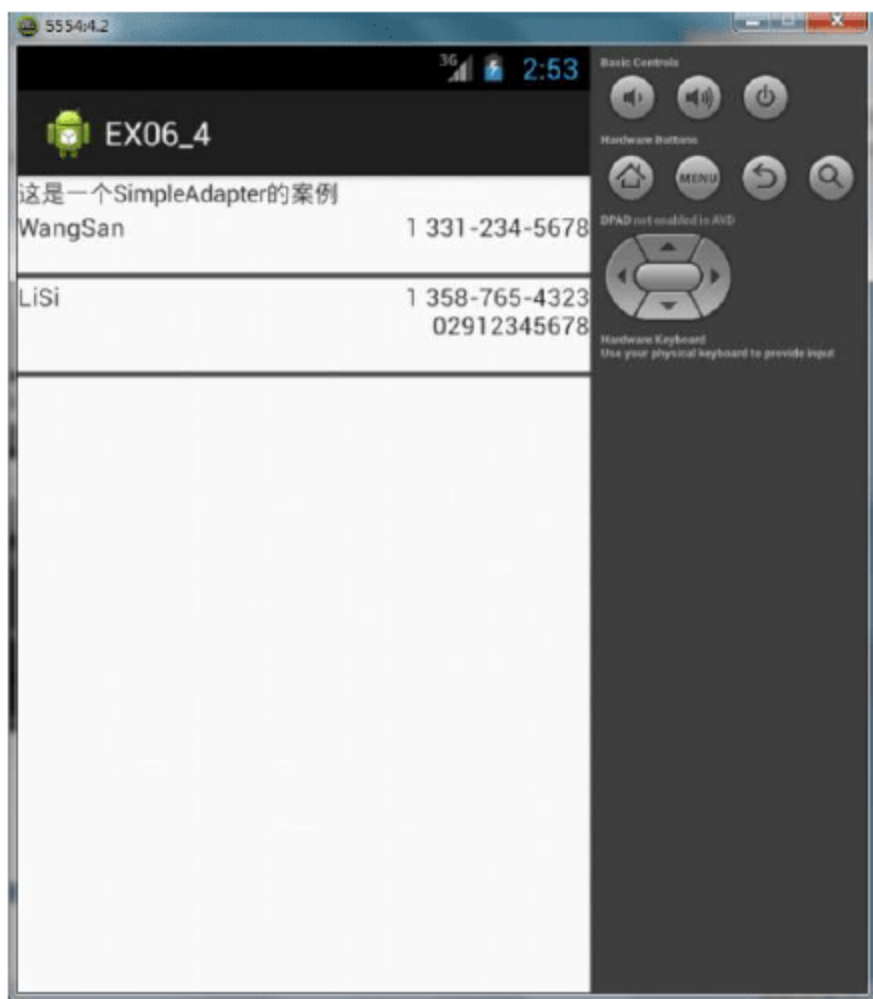 5554:4.2
3G 2:53
EX06_4
这是一个SimpleAdapter的案例
WangSan 1 331-234-5678
LiSi 1 358-765-4323
02912345678
Basic Controls
Hardware Buttons
MENU
DPAD not enabled in AVD
Hardware Keyboard
Use your physical keyboard to provide input